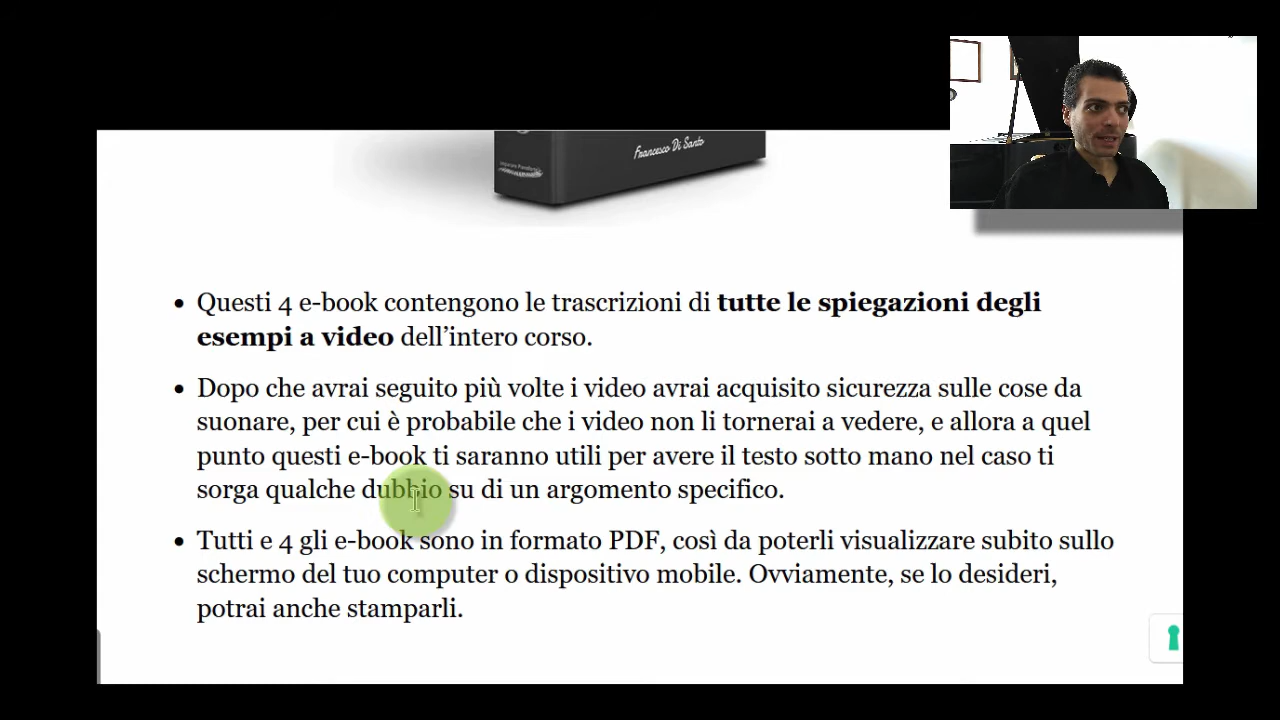 Francesco Di Santo
Questi 4 e-book contengono le trascrizioni di tutte le spiegazioni degli
esempi a video dell’intero corso.
Dopo che avrai seguito più volte i video avrai acquisito sicurezza sulle cose da
suonare, per cui è probabile che i video non li tornerai a vedere, e allora a quel
punto questi e-book ti saranno utili per avere il testo sotto mano nel caso ti
sorga qualche dubbio su di un argomento specifico.
Tutti e 4 gli e-book sono in formato PDF, così da poterli visualizzare subito sullo
schermo del tuo computer o dispositivo mobile. Ovviamente, se lo desideri,
potrai anche stamparli.